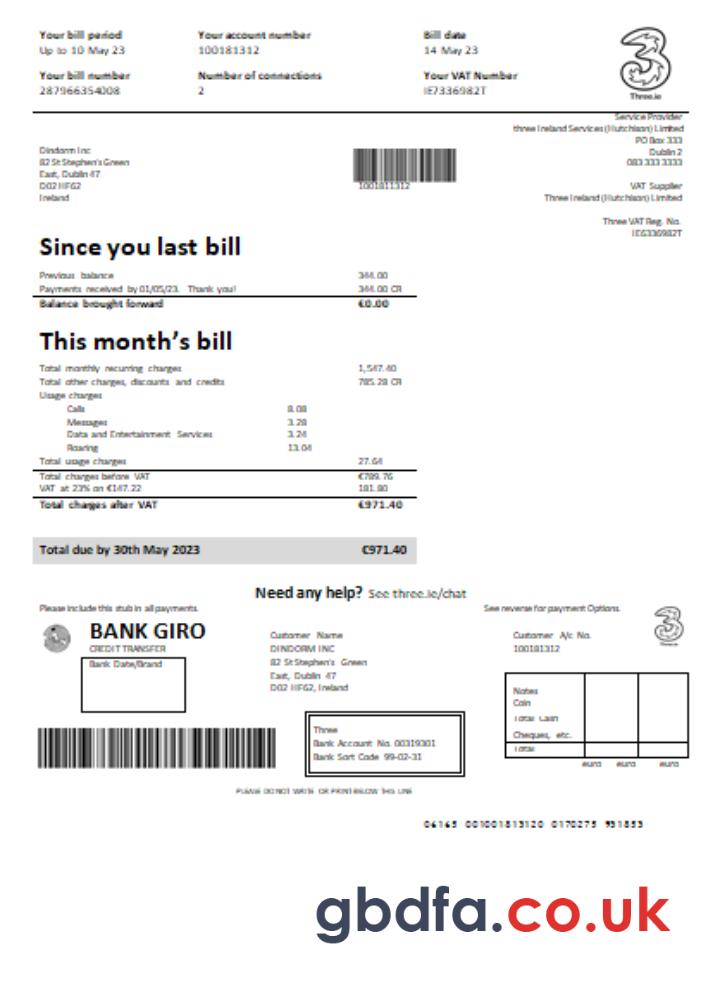 Your bill period Your account number Bill date
Up to 10 May 23 100181312 14 May 23
Your bill number Number of connections Your VAT Number
287966354008 2 IE7336982T
Three.ie
Service Provider
three Ireland Services (Hutchison) Limited
PO Box 333
Dublin 2
083 333 3333
Dindorm Inc
82 St Stephen's Green
East, Dublin 47
D02 HF62
Ireland
1001811312
VAT Supplier
Three Ireland (Hutchison) Limited
Three VAT Reg. No.
IE6336982T
Since you last bill
Previous balance 344.00
Payments received by 01/05/23. Thank you! 344.00 CR
Balance brought forward €0.00
This month's bill
Total monthly recurring charges 1,547.40
Total other charges, discounts and credits 785.28 CR
Usage charges
Calls 8.08
Messages 3.28
Data and Entertainment Services 3.24
Roaring 13.04
Total usage charges 27.64
Total charges before VAT €789.76
VAT at 23% on €147.22 181.80
Total charges after VAT €971.40
Total due by 30th May 2023 €971.40
Need any help? See three.ie/chat
Please include this stub in all payments. See reverse for payment Options.
BANK GIRO
CREDIT TRANSFER
Bank Date/Brand
Customer Name
DINDORM INC
82 St Stephen's Green
East, Dublin 47
D02 HF62, Ireland
Customer A/c No.
100181312
Three.ie
Notes
Coin
Total Cash
Cheques, etc.
Total
euro euro euro
Three
Bank Account No. 00319301
Bank Sort Code 99-02-31
PLEASE DO NOT WRITE OR PRINT BELOW THIS LINE
06165 001001813120 0170275 931853
gbdfa.co.uk